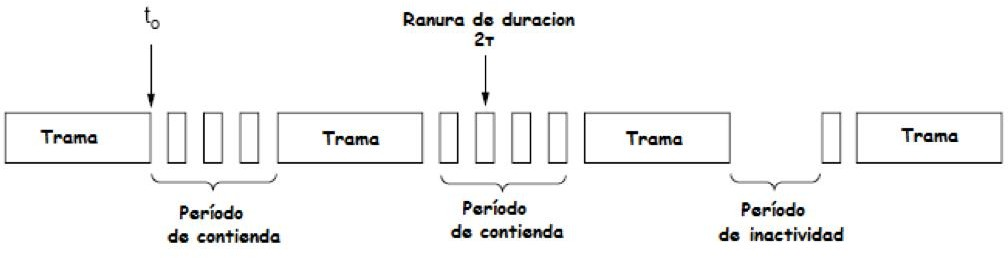 t₀
Ranura de duracion
2τ
Trama
Trama
Trama
Trama
Período
de contienda
Período
de contienda
Período
de inactividad